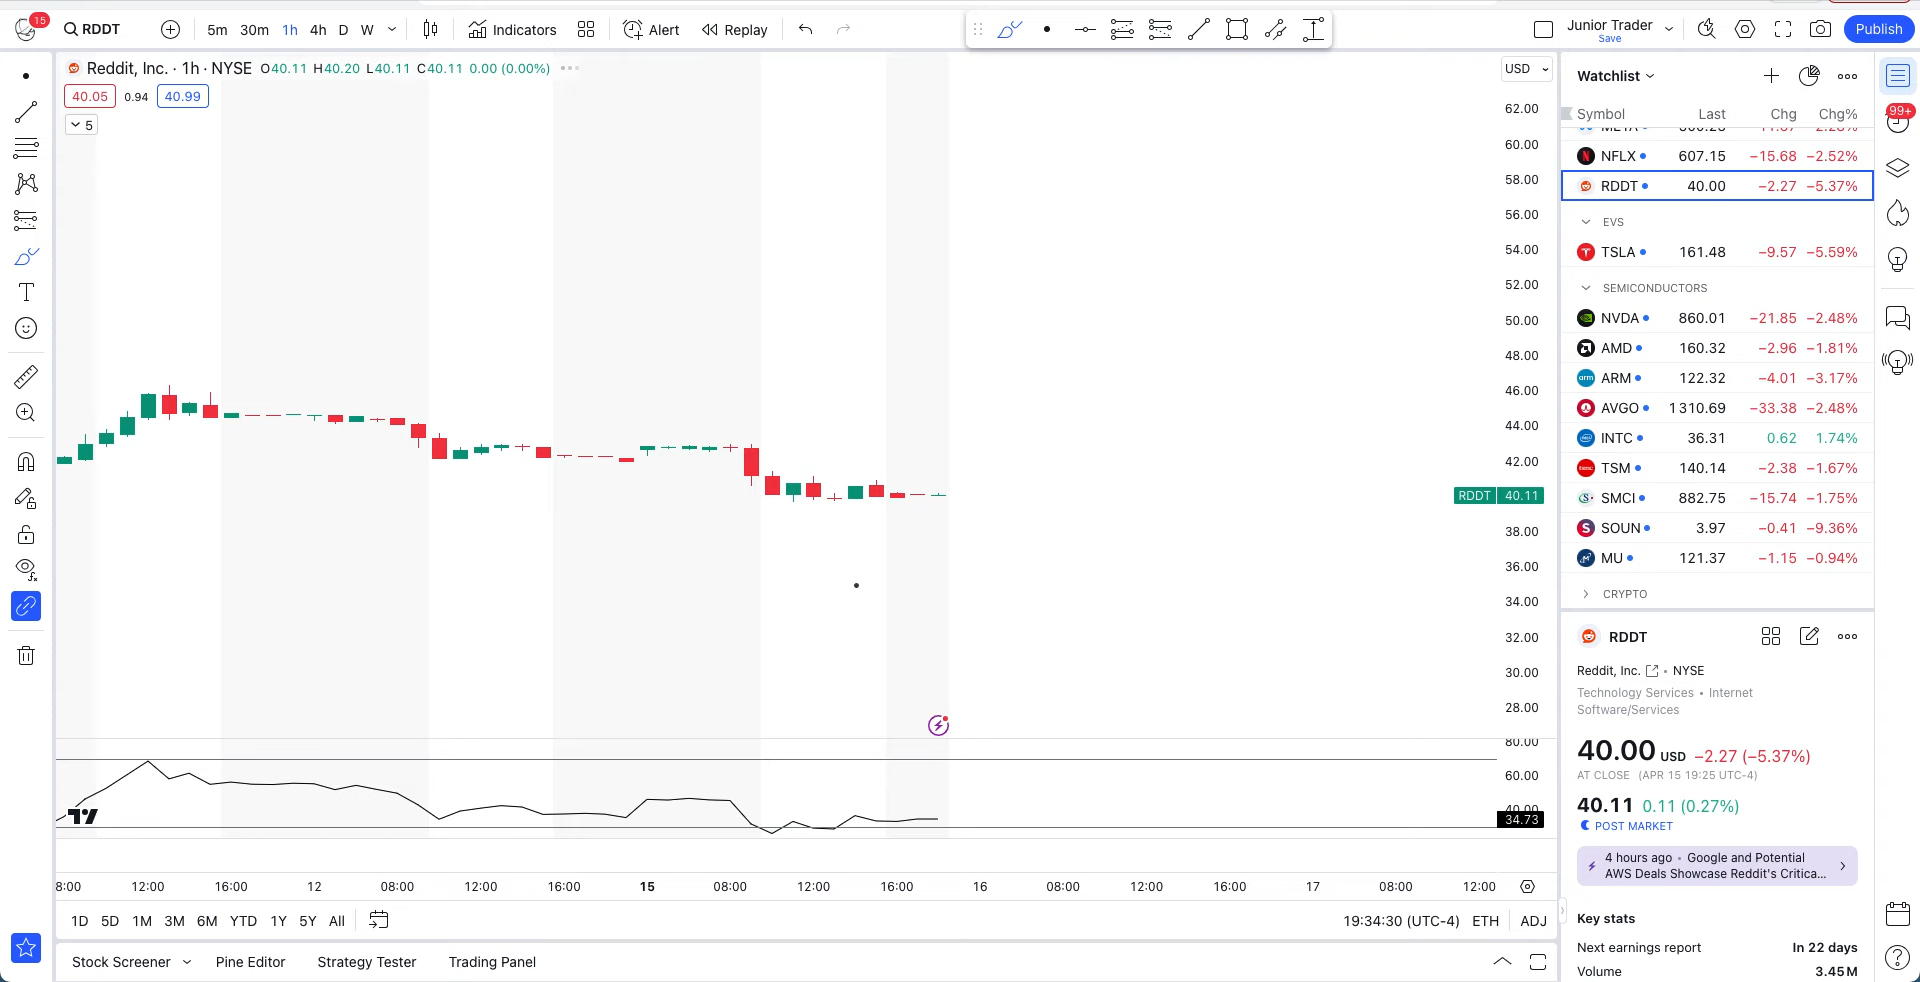 15
RDDT
5m 30m 1h 4h D W
Indicators
Alert
Replay
Junior Trader
Save
Publish
Reddit, Inc. · 1h · NYSE O40.11 H40.20 L40.11 C40.11 0.00 (0.00%)
40.05 0.94 40.99
5
USD
62.00
60.00
58.00
56.00
54.00
52.00
50.00
48.00
46.00
44.00
42.00
RDDT 40.11
38.00
36.00
34.00
32.00
30.00
28.00
80.00
60.00
40.00
34.73
8:00 12:00 16:00 12 08:00 12:00 16:00 15 08:00 12:00 16:00 16 08:00 12:00 16:00 17 08:00 12:00
1D 5D 1M 3M 6M YTD 1Y 5Y All
19:34:30 (UTC-4) ETH ADJ
Stock Screener Pine Editor Strategy Tester Trading Panel
Watchlist
Symbol Last Chg Chg%
META
NFLX 607.15 −15.68 −2.52%
RDDT 40.00 −2.27 −5.37%
EVS
TSLA 161.48 −9.57 −5.59%
SEMICONDUCTORS
NVDA 860.01 −21.85 −2.48%
AMD 160.32 −2.96 −1.81%
arm ARM 122.32 −4.01 −3.17%
AVGO 1 310.69 −33.38 −2.48%
INTC 36.31 0.62 1.74%
TSM 140.14 −2.38 −1.67%
SMCI 882.75 −15.74 −1.75%
SOUN 3.97 −0.41 −9.36%
MU 121.37 −1.15 −0.94%
CRYPTO
RDDT
Reddit, Inc. • NYSE
Technology Services • Internet
Software/Services
40.00 USD −2.27 (−5.37%)
AT CLOSE (APR 15 19:25 UTC-4)
40.11 0.11 (0.27%)
POST MARKET
4 hours ago • Google and Potential
AWS Deals Showcase Reddit's Critica...
Key stats
Next earnings report In 22 days
Volume 3.45M
99+